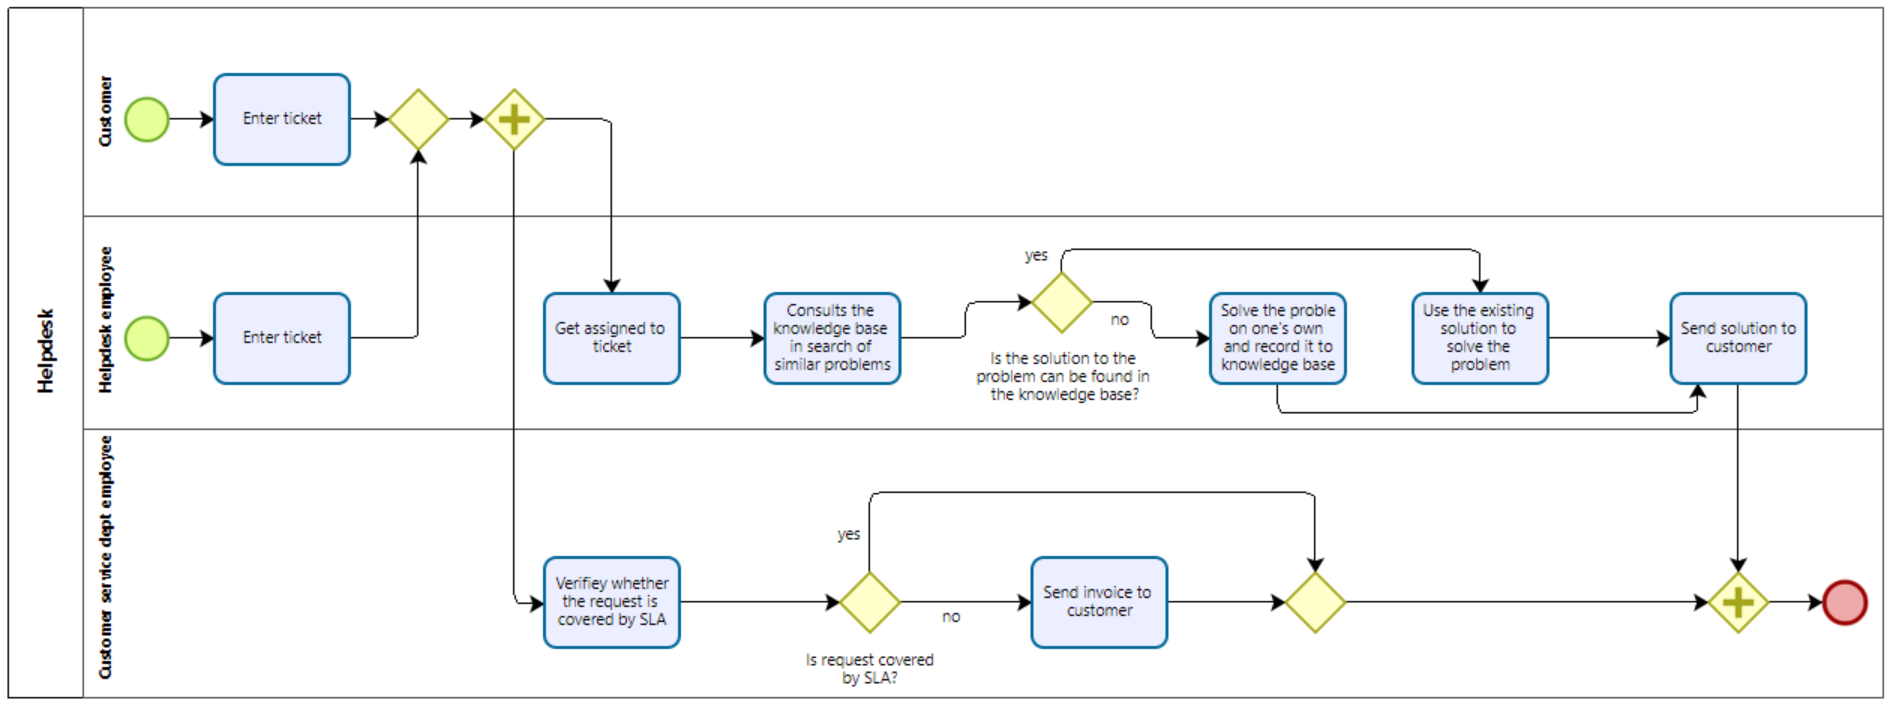 Helpdesk
Customer
Enter ticket
Helpdesk employee
Enter ticket
Get assigned to
ticket
Consults the
knowledge base
in search of
similar problems
yes
no
Is the solution to the
problem can be found in
the knowledge base?
Solve the proble
on one's own
and record it to
knowledge base
Use the existing
solution to
solve the
problem
Send solution to
customer
Customer service dept employee
Verifiey whether
the request is
covered by SLA
yes
no
Is request covered
by SLA?
Send invoice to
customer